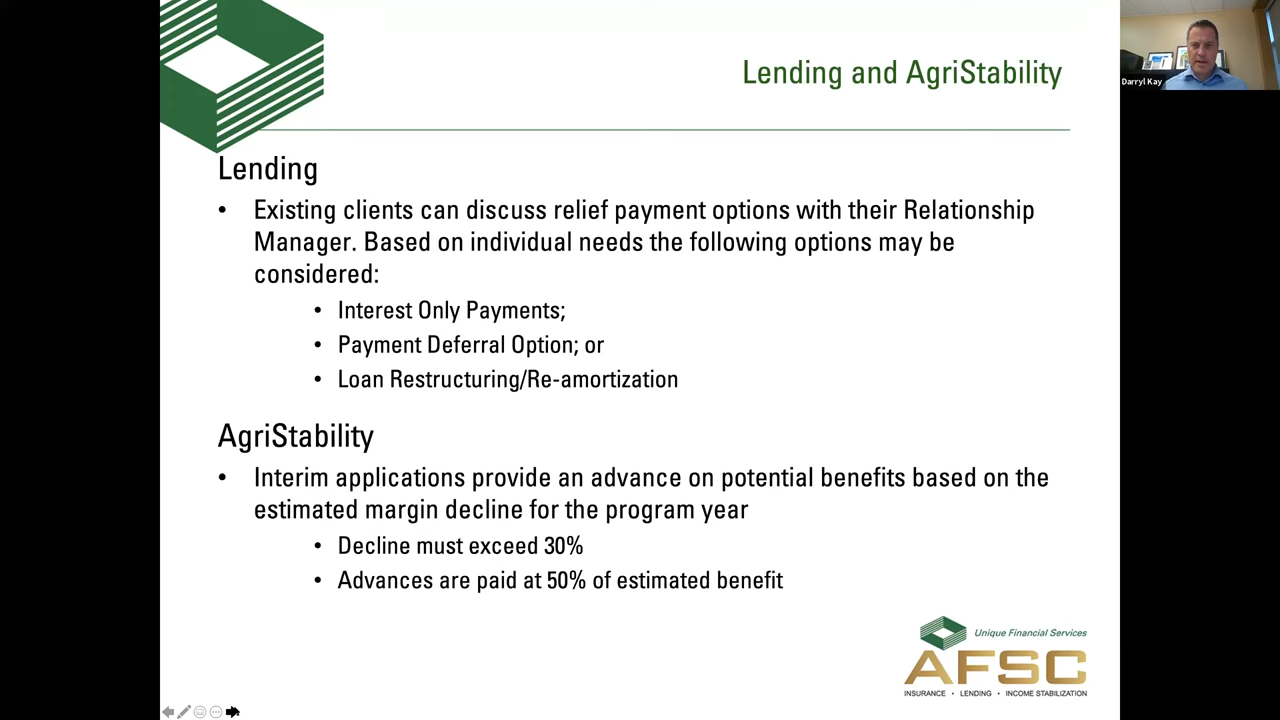 Lending and AgriStability
Darryl Kay
Lending
• Existing clients can discuss relief payment options with their Relationship
Manager. Based on individual needs the following options may be
considered:
• Interest Only Payments;
• Payment Deferral Option; or
• Loan Restructuring/Re-amortization
AgriStability
• Interim applications provide an advance on potential benefits based on the
estimated margin decline for the program year
• Decline must exceed 30%
• Advances are paid at 50% of estimated benefit
Unique Financial Services
AFSC
INSURANCE • LENDING • INCOME STABILIZATION